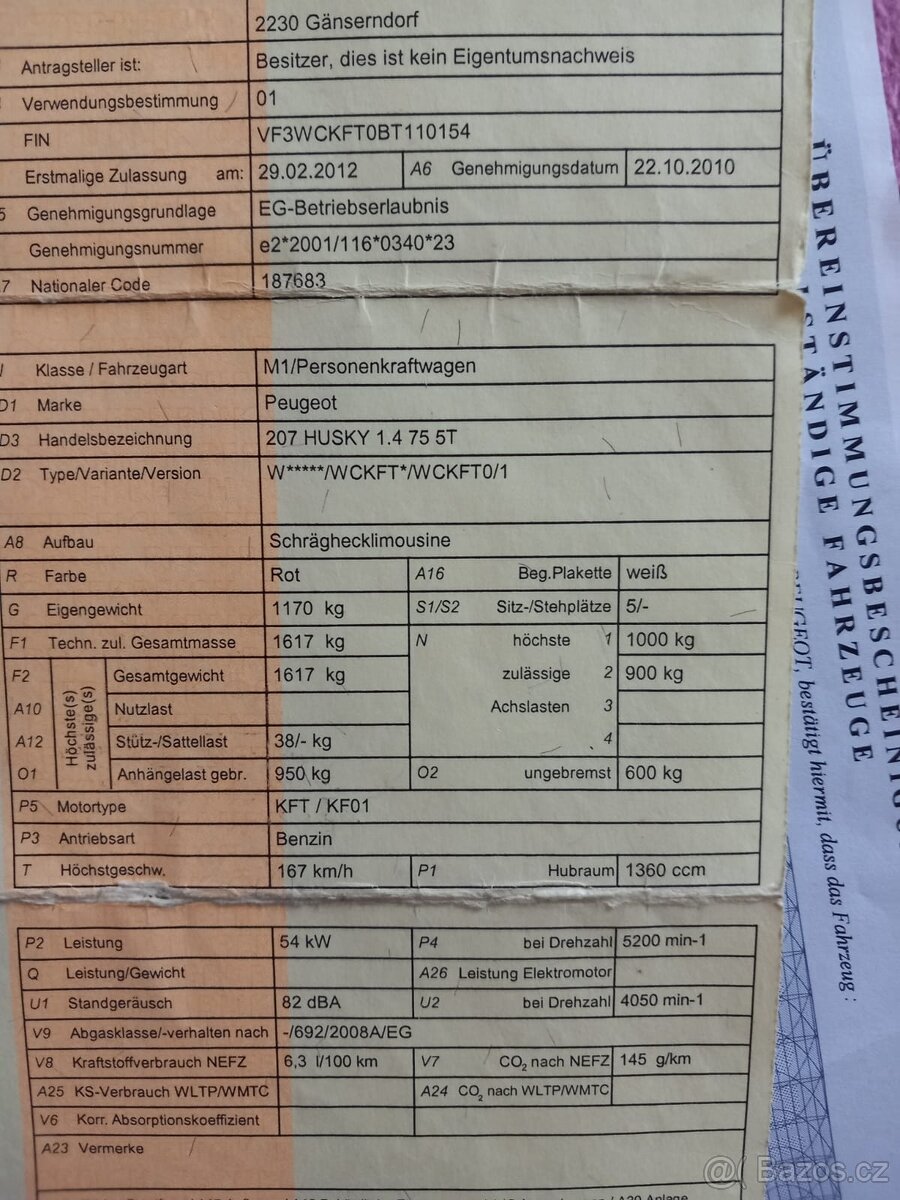 2230 Gänserndorf
Antragsteller ist: Besitzer, dies ist kein Eigentumsnachweis
Verwendungsbestimmung 01
FIN VF3WCKFT0BT110154
Erstmalige Zulassung am: 29.02.2012 A6 Genehmigungsdatum 22.10.2010
5 Genehmigungsgrundlage EG-Betriebserlaubnis
Genehmigungsnummer e2*2001/116*0340*23
7 Nationaler Code 187683
Klasse / Fahrzeugart M1/Personenkraftwagen
D1 Marke Peugeot
D3 Handelsbezeichnung 207 HUSKY 1.4 75 5T
D2 Type/Variante/Version W*****/WCKFT*/WCKFT0/1
A8 Aufbau Schräghecklimousine
R Farbe Rot A16 Beg.Plakette weiß
G Eigengewicht 1170 kg S1/S2 Sitz-/Stehplätze 5/-
F1 Techn. zul. Gesamtmasse 1617 kg N höchste 1 1000 kg
F2 Höchste(s) zulässige(s) Gesamtgewicht 1617 kg zulässige 2 900 kg
A10 Nutzlast Achslasten 3
A12 Stütz-/Sattellast 38/- kg 4
O1 Anhängelast gebr. 950 kg O2 ungebremst 600 kg
P5 Motortype KFT / KF01
P3 Antriebsart Benzin
T Höchstgeschw. 167 km/h P1 Hubraum 1360 ccm
P2 Leistung 54 kW P4 bei Drehzahl 5200 min-1
Q Leistung/Gewicht A26 Leistung Elektromotor
U1 Standgeräusch 82 dBA U2 bei Drehzahl 4050 min-1
V9 Abgasklasse/-verhalten nach -/692/2008A/EG
V8 Kraftstoffverbrauch NEFZ 6,3 l/100 km V7 CO2 nach NEFZ 145 g/km
A25 KS-Verbrauch WLTP/WMTC A24 CO2 nach WLTP/WMTC
V6 Korr. Absorptionskoeffizient
A23 Vermerke
ÜBEREINSTIMMUNGSBESCHEINIG
STÄNDIGE FAHRZEUGE
PEUGEOT, bestätigt hiermit, dass das Fahrzeug :
@ Bazos.cz